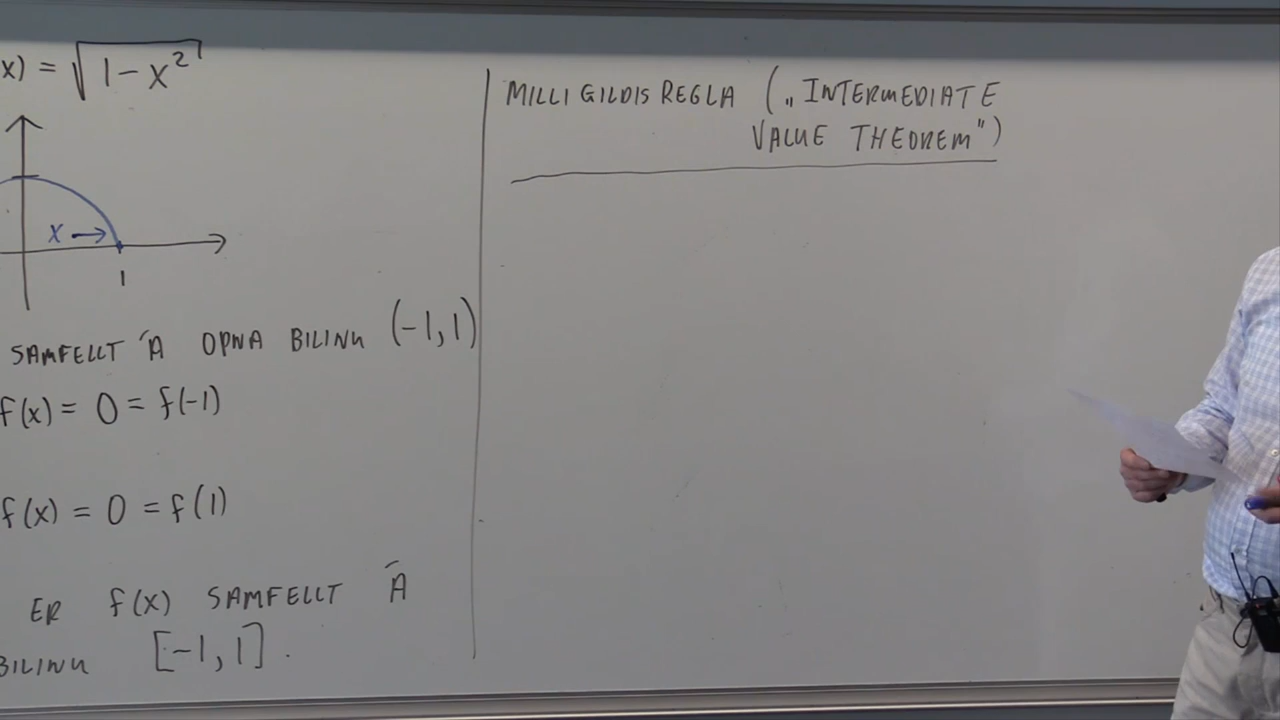 x) = √1-x²
x →
1
SAMFELLT Á OPNA BILINU (-1,1)
f(x) = 0 = f(-1)
f(x) = 0 = f(1)
ER f(x) SAMFELLT Á
BILINU [-1,1].
MILLIGILDISREGLA („INTERMEDIATE
VALUE THEOREM")